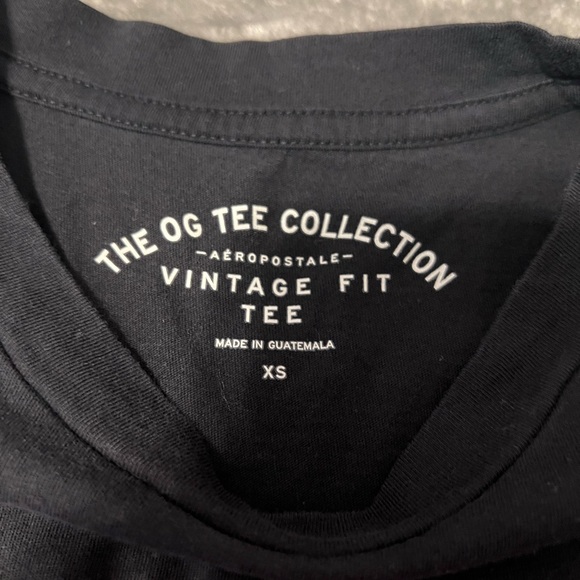 THE OG TEE COLLECTION
-AÉROPOSTALE-
VINTAGE FIT
TEE
MADE IN GUATEMALA
XS